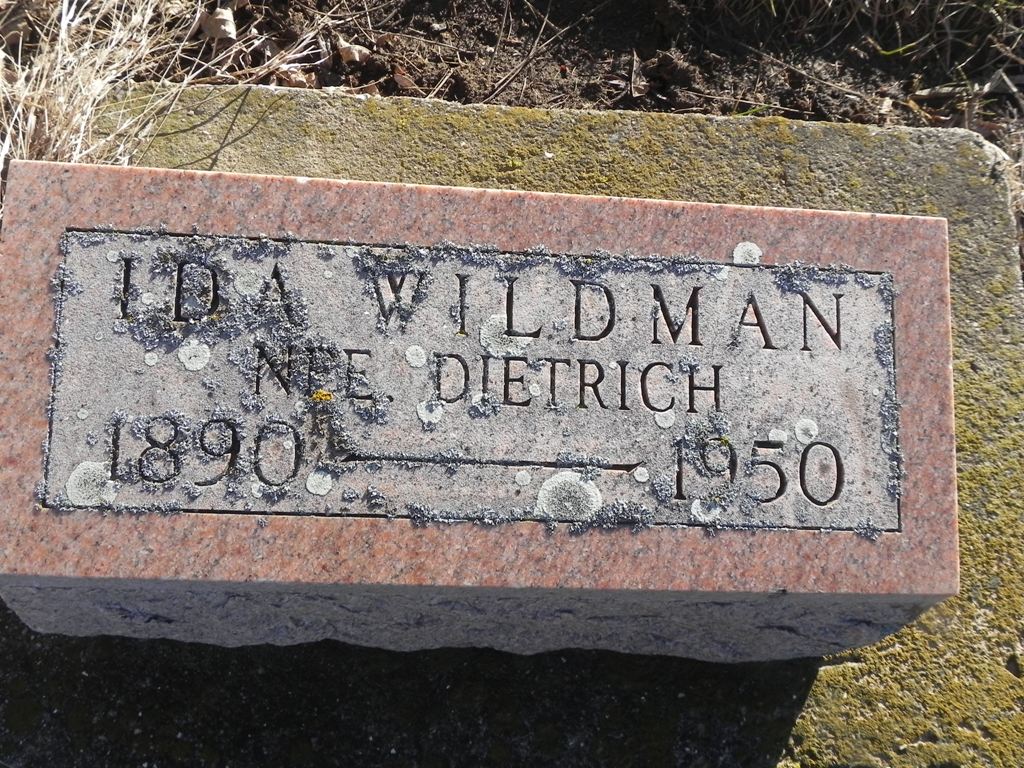 IDA WILDMAN
NEE. DIETRICH
1890 — 1950